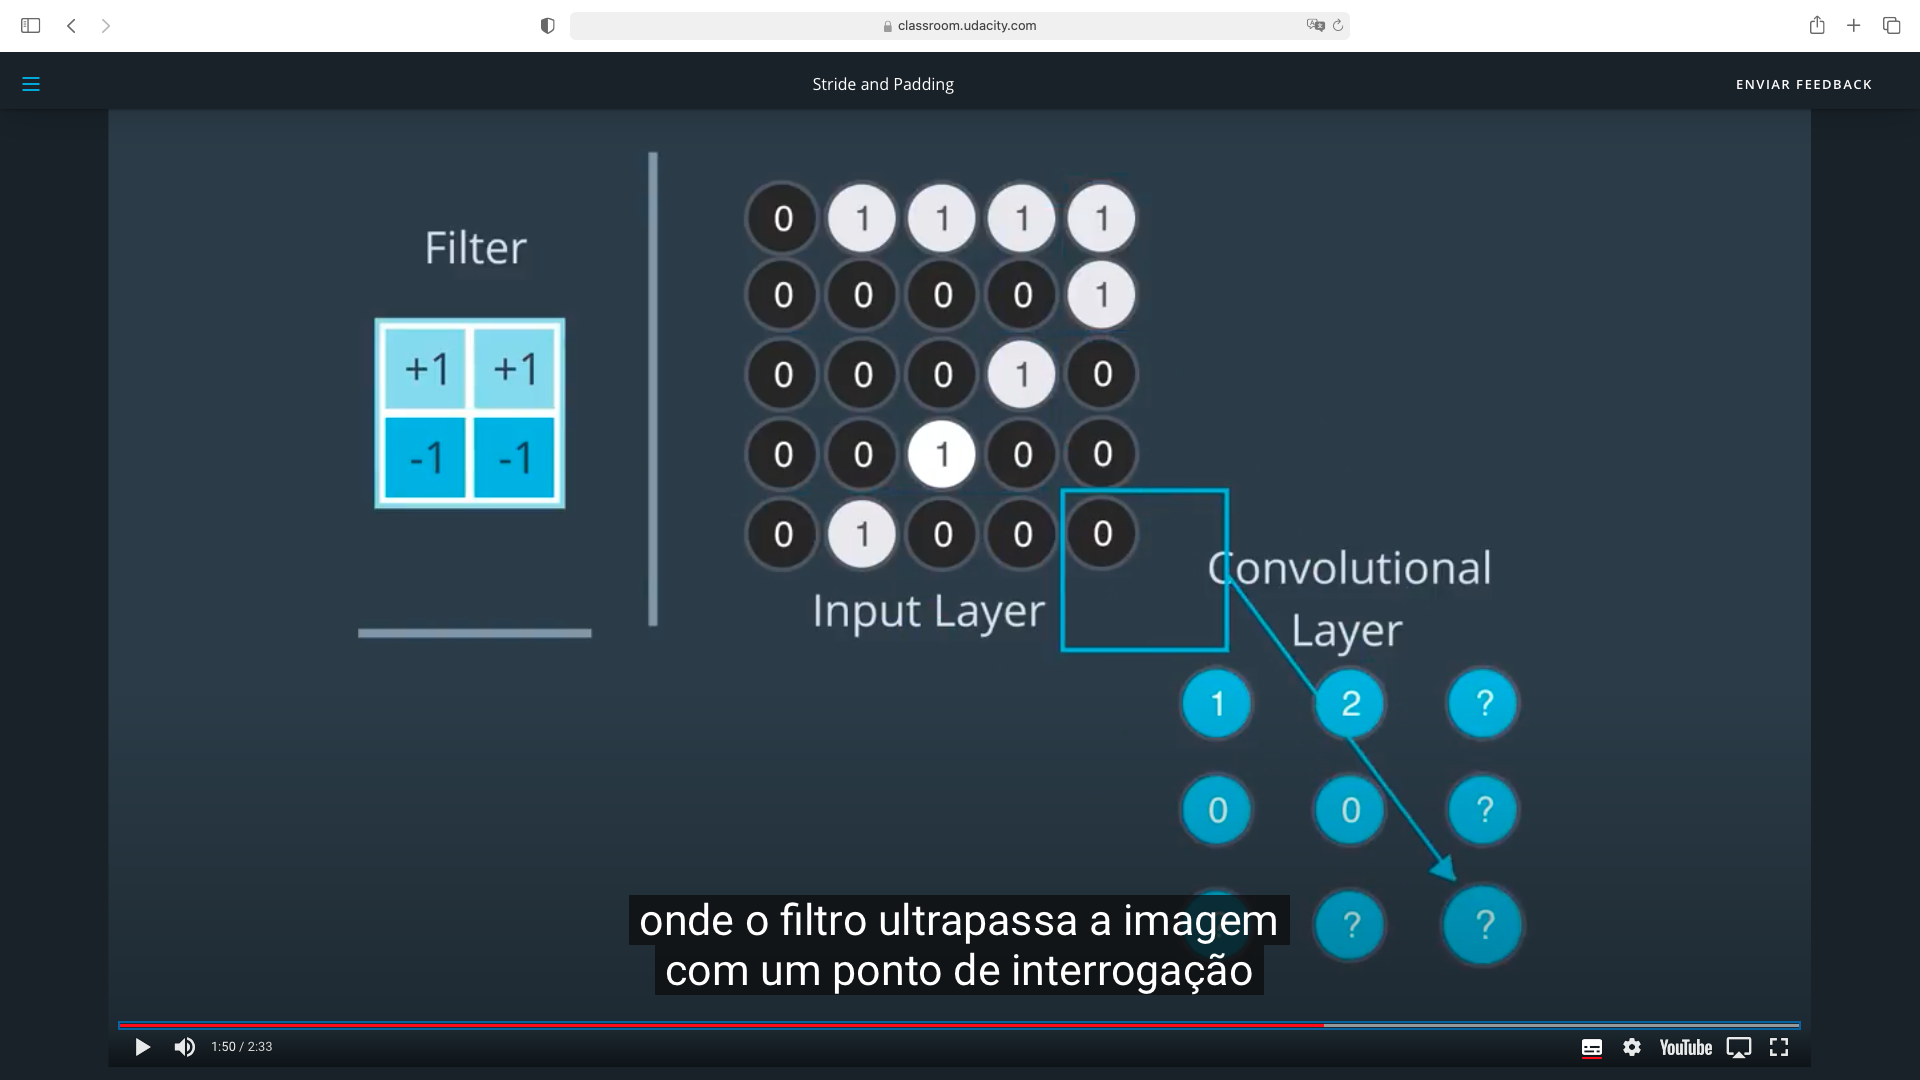 classroom.udacity.com
Stride and Padding
ENVIAR FEEDBACK
Filter
+1 +1
-1 -1
0 1 1 1 1
0 0 0 0 1
0 0 0 1 0
0 0 1 0 0
0 1 0 0 0
Input Layer
Convolutional
Layer
1 2 ?
0 0 ?
? ?
onde o filtro ultrapassa a imagem
com um ponto de interrogação
1:50 / 2:33
YouTube